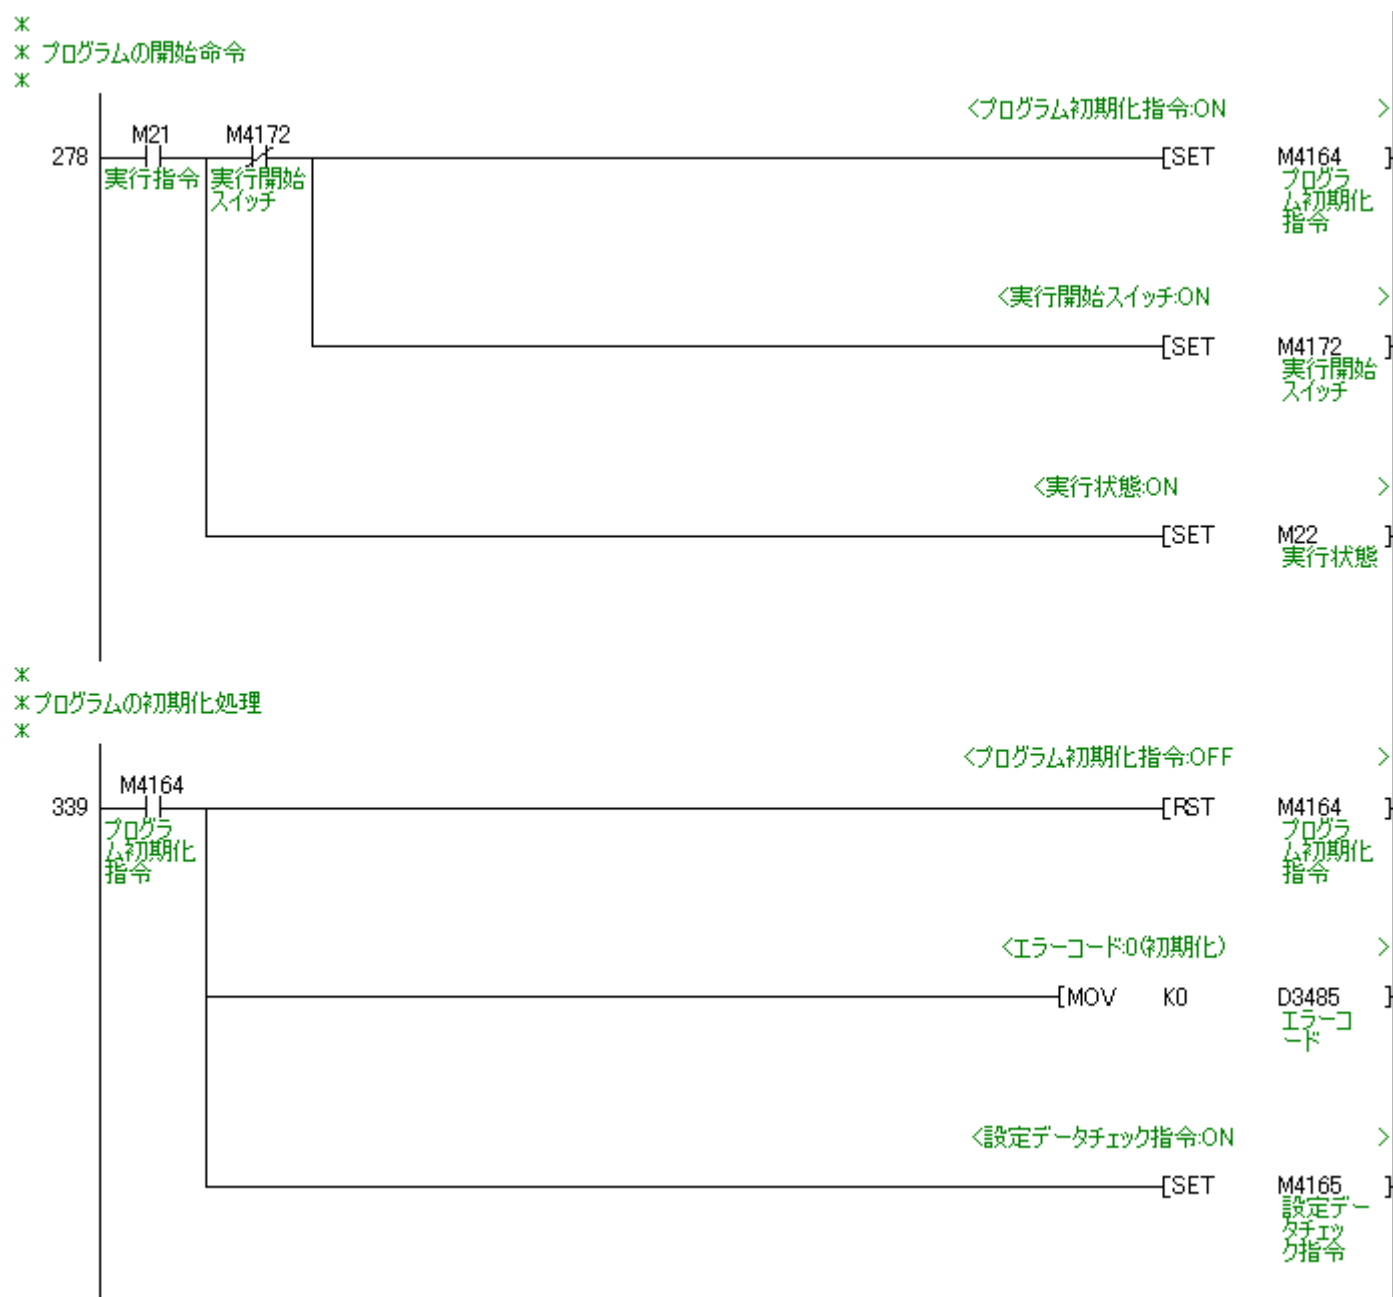 *
* プログラムの開始命令
*
<プログラム初期化指令:ON >
M21 M4172
278 [SET M4164 ]
実行指令 実行開始 プログラ
スイッチ ム初期化
指令
<実行開始スイッチ:ON >
[SET M4172 ]
実行開始
スイッチ
<実行状態:ON >
[SET M22 ]
実行状態
*
*プログラムの初期化処理
*
<プログラム初期化指令:OFF >
M4164
339 [RST M4164 ]
プログラ プログラ
ム初期化 ム初期化
指令 指令
<エラーコード:0(初期化) >
[MOV K0 D3485 ]
エラーコ
ード
<設定データチェック指令:ON >
[SET M4165 ]
設定デー
タチェッ
ク指令